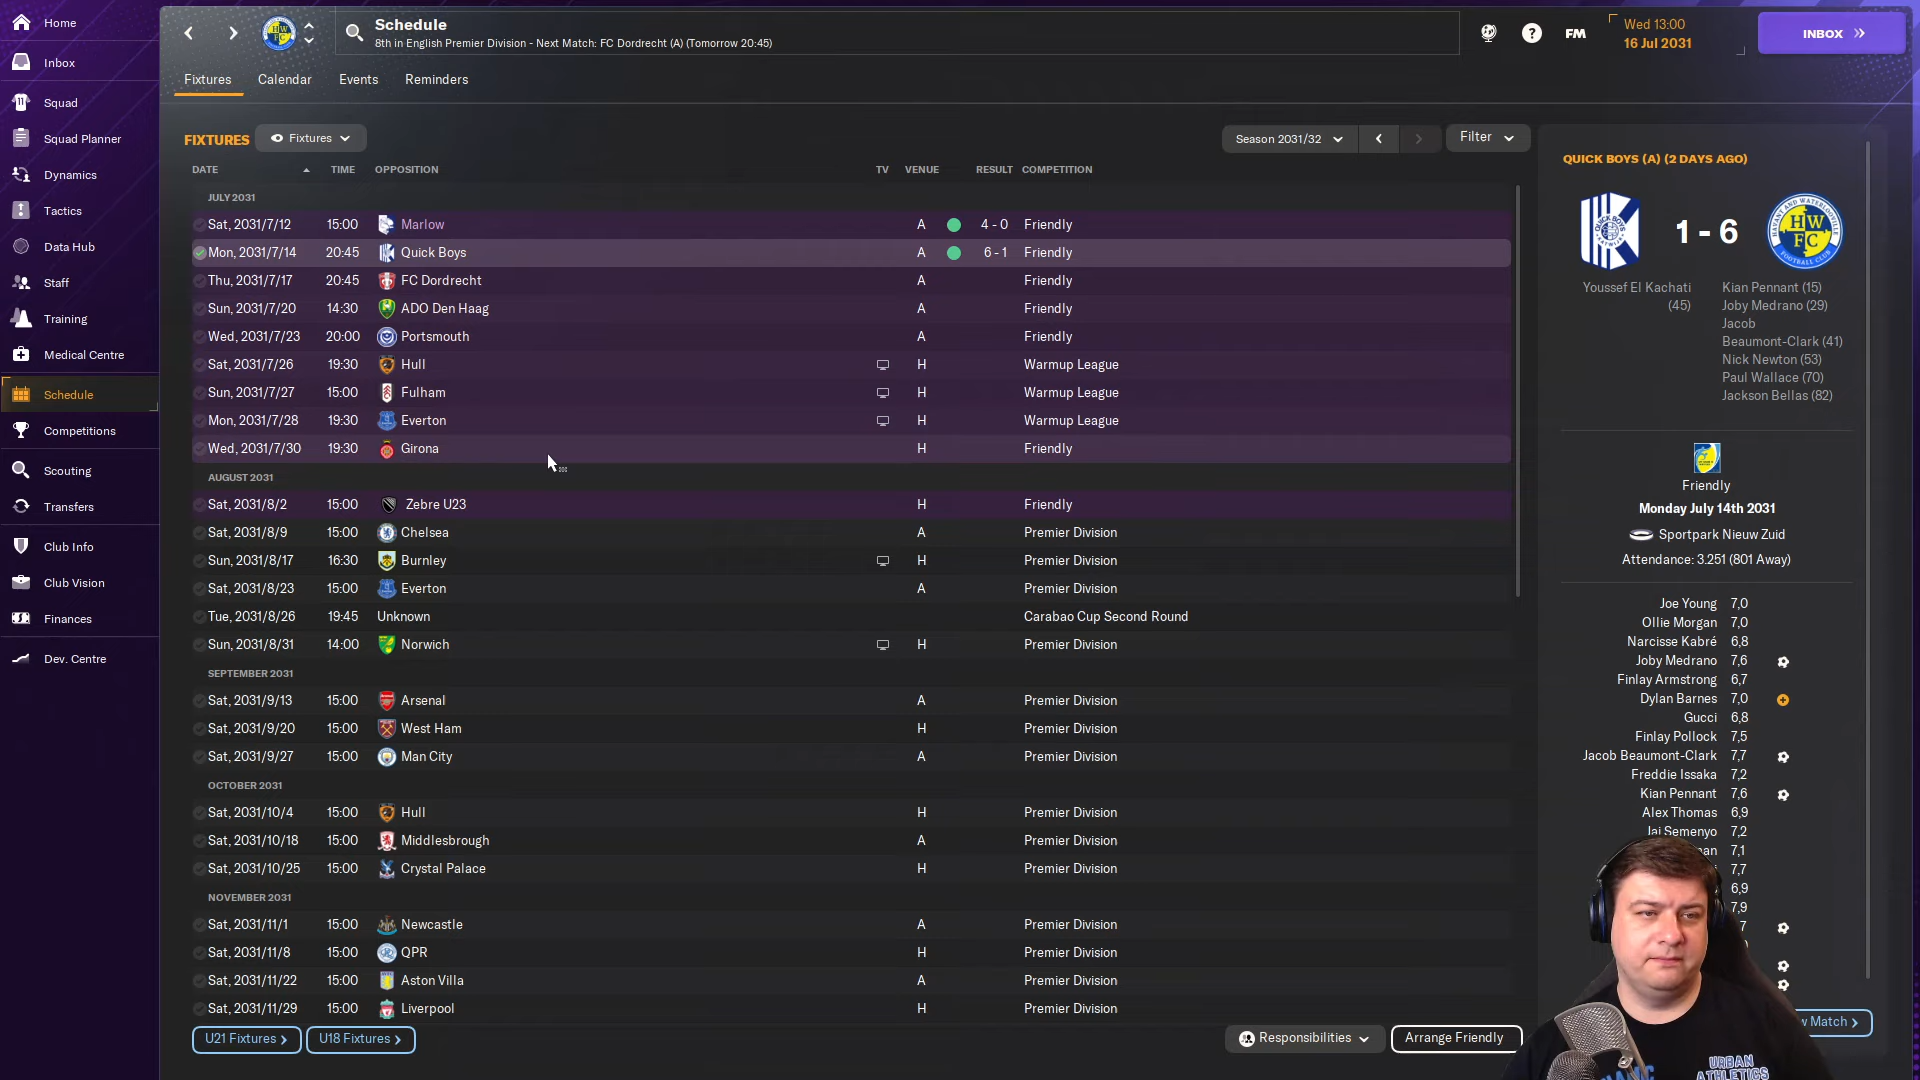 Home
Inbox
Squad
Squad Planner
Dynamics
Tactics
Data Hub
Staff
Training
Medical Centre
Schedule
Competitions
Scouting
Transfers
Club Info
Club Vision
Finances
Dev. Centre
Schedule
8th in English Premier Division - Next Match: FC Dordrecht (A) (Tomorrow 20:45)
FM
Wed 13:00
16 Jul 2031
INBOX
Fixtures Calendar Events Reminders
FIXTURES Fixtures Season 2031/32 Filter
DATE TIME OPPOSITION TV VENUE RESULT COMPETITION
JULY 2031
Sat, 2031/7/12 15:00 Marlow A 4 - 0 Friendly
Mon, 2031/7/14 20:45 Quick Boys A 6 - 1 Friendly
Thu, 2031/7/17 20:45 FC Dordrecht A Friendly
Sun, 2031/7/20 14:30 ADO Den Haag A Friendly
Wed, 2031/7/23 20:00 Portsmouth A Friendly
Sat, 2031/7/26 19:30 Hull H Warmup League
Sun, 2031/7/27 15:00 Fulham H Warmup League
Mon, 2031/7/28 19:30 Everton H Warmup League
Wed, 2031/7/30 19:30 Girona H Friendly
AUGUST 2031
Sat, 2031/8/2 15:00 Zebre U23 H Friendly
Sat, 2031/8/9 15:00 Chelsea A Premier Division
Sun, 2031/8/17 16:30 Burnley H Premier Division
Sat, 2031/8/23 15:00 Everton A Premier Division
Tue, 2031/8/26 19:45 Unknown Carabao Cup Second Round
Sun, 2031/8/31 14:00 Norwich H Premier Division
SEPTEMBER 2031
Sat, 2031/9/13 15:00 Arsenal A Premier Division
Sat, 2031/9/20 15:00 West Ham H Premier Division
Sat, 2031/9/27 15:00 Man City A Premier Division
OCTOBER 2031
Sat, 2031/10/4 15:00 Hull H Premier Division
Sat, 2031/10/18 15:00 Middlesbrough A Premier Division
Sat, 2031/10/25 15:00 Crystal Palace H Premier Division
NOVEMBER 2031
Sat, 2031/11/1 15:00 Newcastle A Premier Division
Sat, 2031/11/8 15:00 QPR H Premier Division
Sat, 2031/11/22 15:00 Aston Villa A Premier Division
Sat, 2031/11/29 15:00 Liverpool H Premier Division
U21 Fixtures U18 Fixtures Responsibilities Arrange Friendly
QUICK BOYS (A) (2 DAYS AGO)
1 - 6
Youssef El Kachati
(45)
Kian Pennant (15)
Joby Medrano (29)
Jacob
Beaumont-Clark (41)
Nick Newton (53)
Paul Wallace (70)
Jackson Bellas (82)
Friendly
Monday July 14th 2031
Sportpark Nieuw Zuid
Attendance: 3.251 (801 Away)
Joe Young 7,0
Ollie Morgan 7,0
Narcisse Kabré 6,8
Joby Medrano 7,6
Finlay Armstrong 6,7
Dylan Barnes 7,0
Gucci 6,8
Finlay Pollock 7,5
Jacob Beaumont-Clark 7,7
Freddie Issaka 7,2
Kian Pennant 7,6
Alex Thomas 6,9
Jai Semenyo 7,2
7,1
7,7
6,9
7,9
Match
URBAN
ATHLETICS